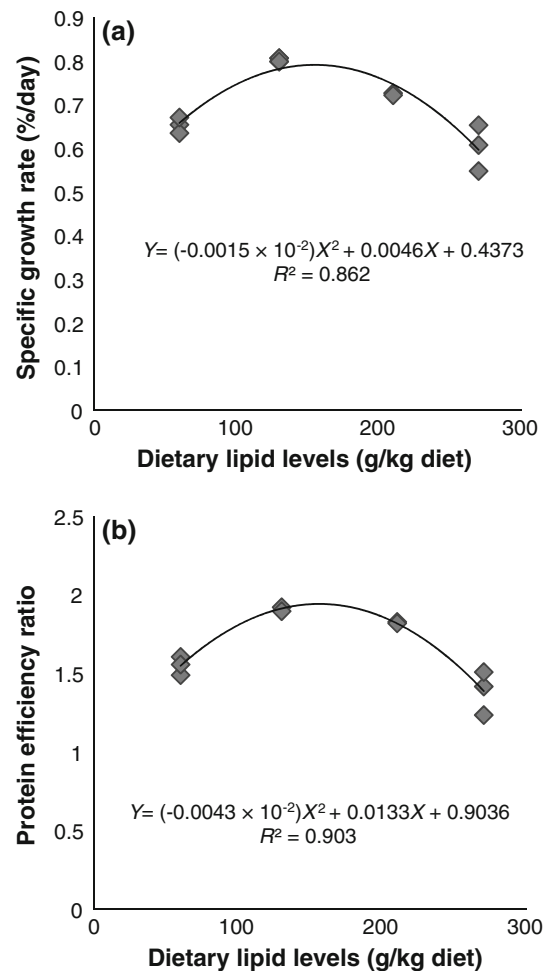 (a)
Specific growth rate (%/day)
0.9
0.8
0.7
0.6
0.5
0.4
0.3
0.2
0.1
0
Y= (-0.0015 × 10⁻²)X² + 0.0046X + 0.4373
R² = 0.862
0 100 200 300
Dietary lipid levels (g/kg diet)
(b)
Protein efficiency ratio
2.5
2
1.5
1
0.5
0
Y= (-0.0043 × 10⁻²)X² + 0.0133X + 0.9036
R² = 0.903
0 100 200 300
Dietary lipid levels (g/kg diet)